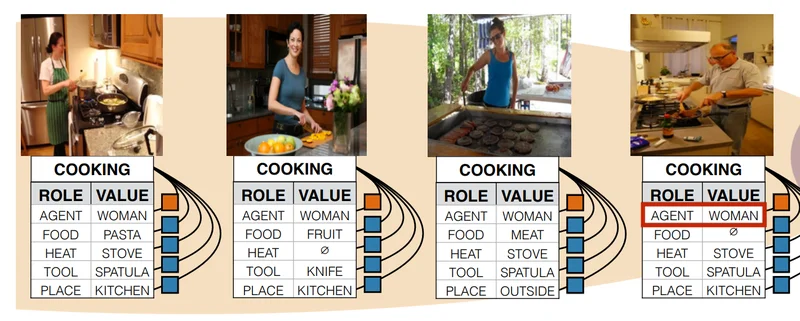 COOKING
ROLE VALUE
AGENT WOMAN
FOOD PASTA
HEAT STOVE
TOOL SPATULA
PLACE KITCHEN
COOKING
ROLE VALUE
AGENT WOMAN
FOOD FRUIT
HEAT ∅
TOOL KNIFE
PLACE KITCHEN
COOKING
ROLE VALUE
AGENT WOMAN
FOOD MEAT
HEAT STOVE
TOOL SPATULA
PLACE OUTSIDE
COOKING
ROLE VALUE
AGENT WOMAN
FOOD ∅
HEAT STOVE
TOOL SPATULA
PLACE KITCHEN